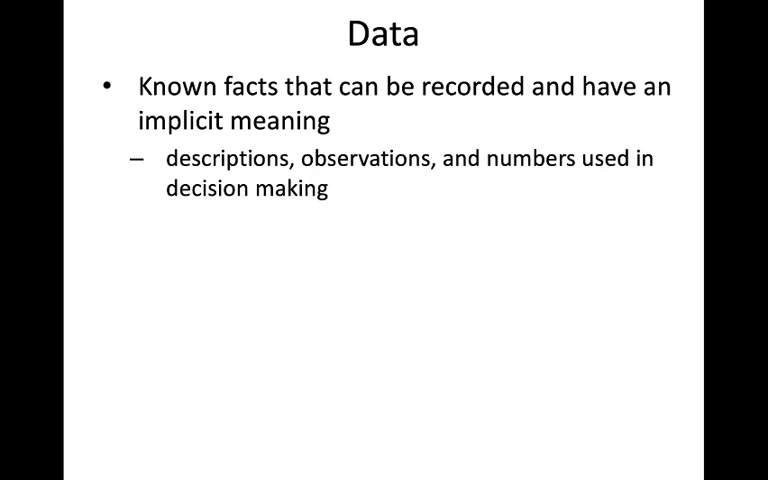 Data
• Known facts that can be recorded and have an
implicit meaning
– descriptions, observations, and numbers used in
decision making